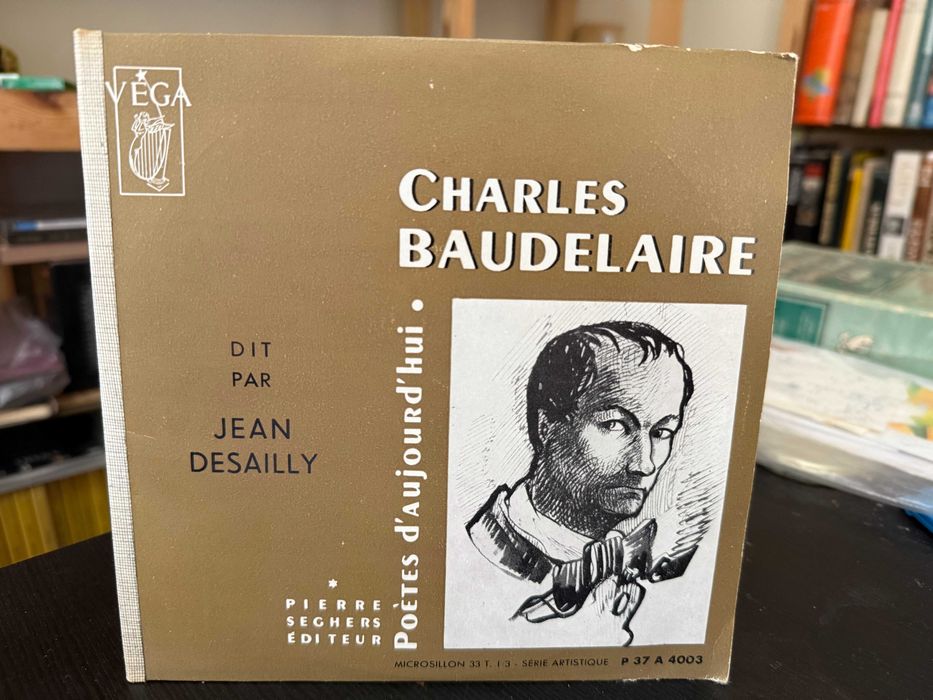 VÉGA
CHARLES
BAUDELAIRE
DIT
PAR
JEAN
DESAILLY
POÈTES d'AUJOURd'HUI •
*
PIERRE
SEGHERS
ÉDITEUR
MICROSILLON 33 T. 1/3 - SÉRIE ARTISTIQUE P 37 A 4003